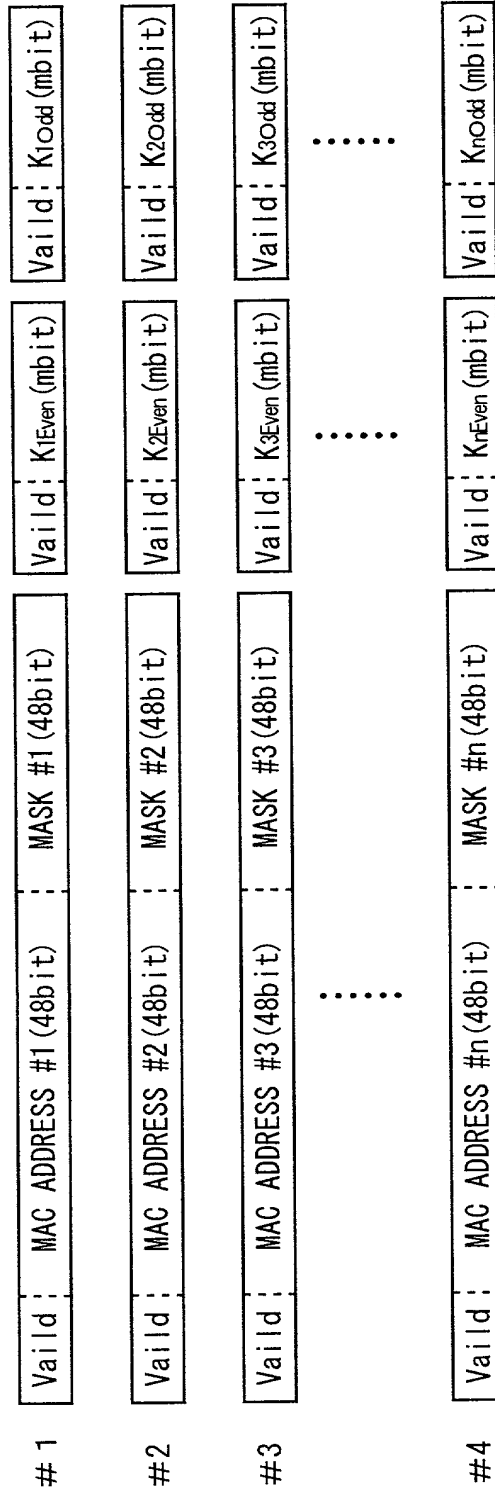 #1 Vaild MAC ADDRESS #1(48bit) MASK #1(48bit) Vaild K1Even(mbit) Vaild K1Odd(mbit)
#2 Vaild MAC ADDRESS #2(48bit) MASK #2(48bit) Vaild K2Even(mbit) Vaild K2Odd(mbit)
#3 Vaild MAC ADDRESS #3(48bit) MASK #3(48bit) Vaild K3Even(mbit) Vaild K3Odd(mbit)
...... ...... ......
#4 Vaild MAC ADDRESS #n(48bit) MASK #n(48bit) Vaild KnEven(mbit) Vaild KnOdd(mbit)